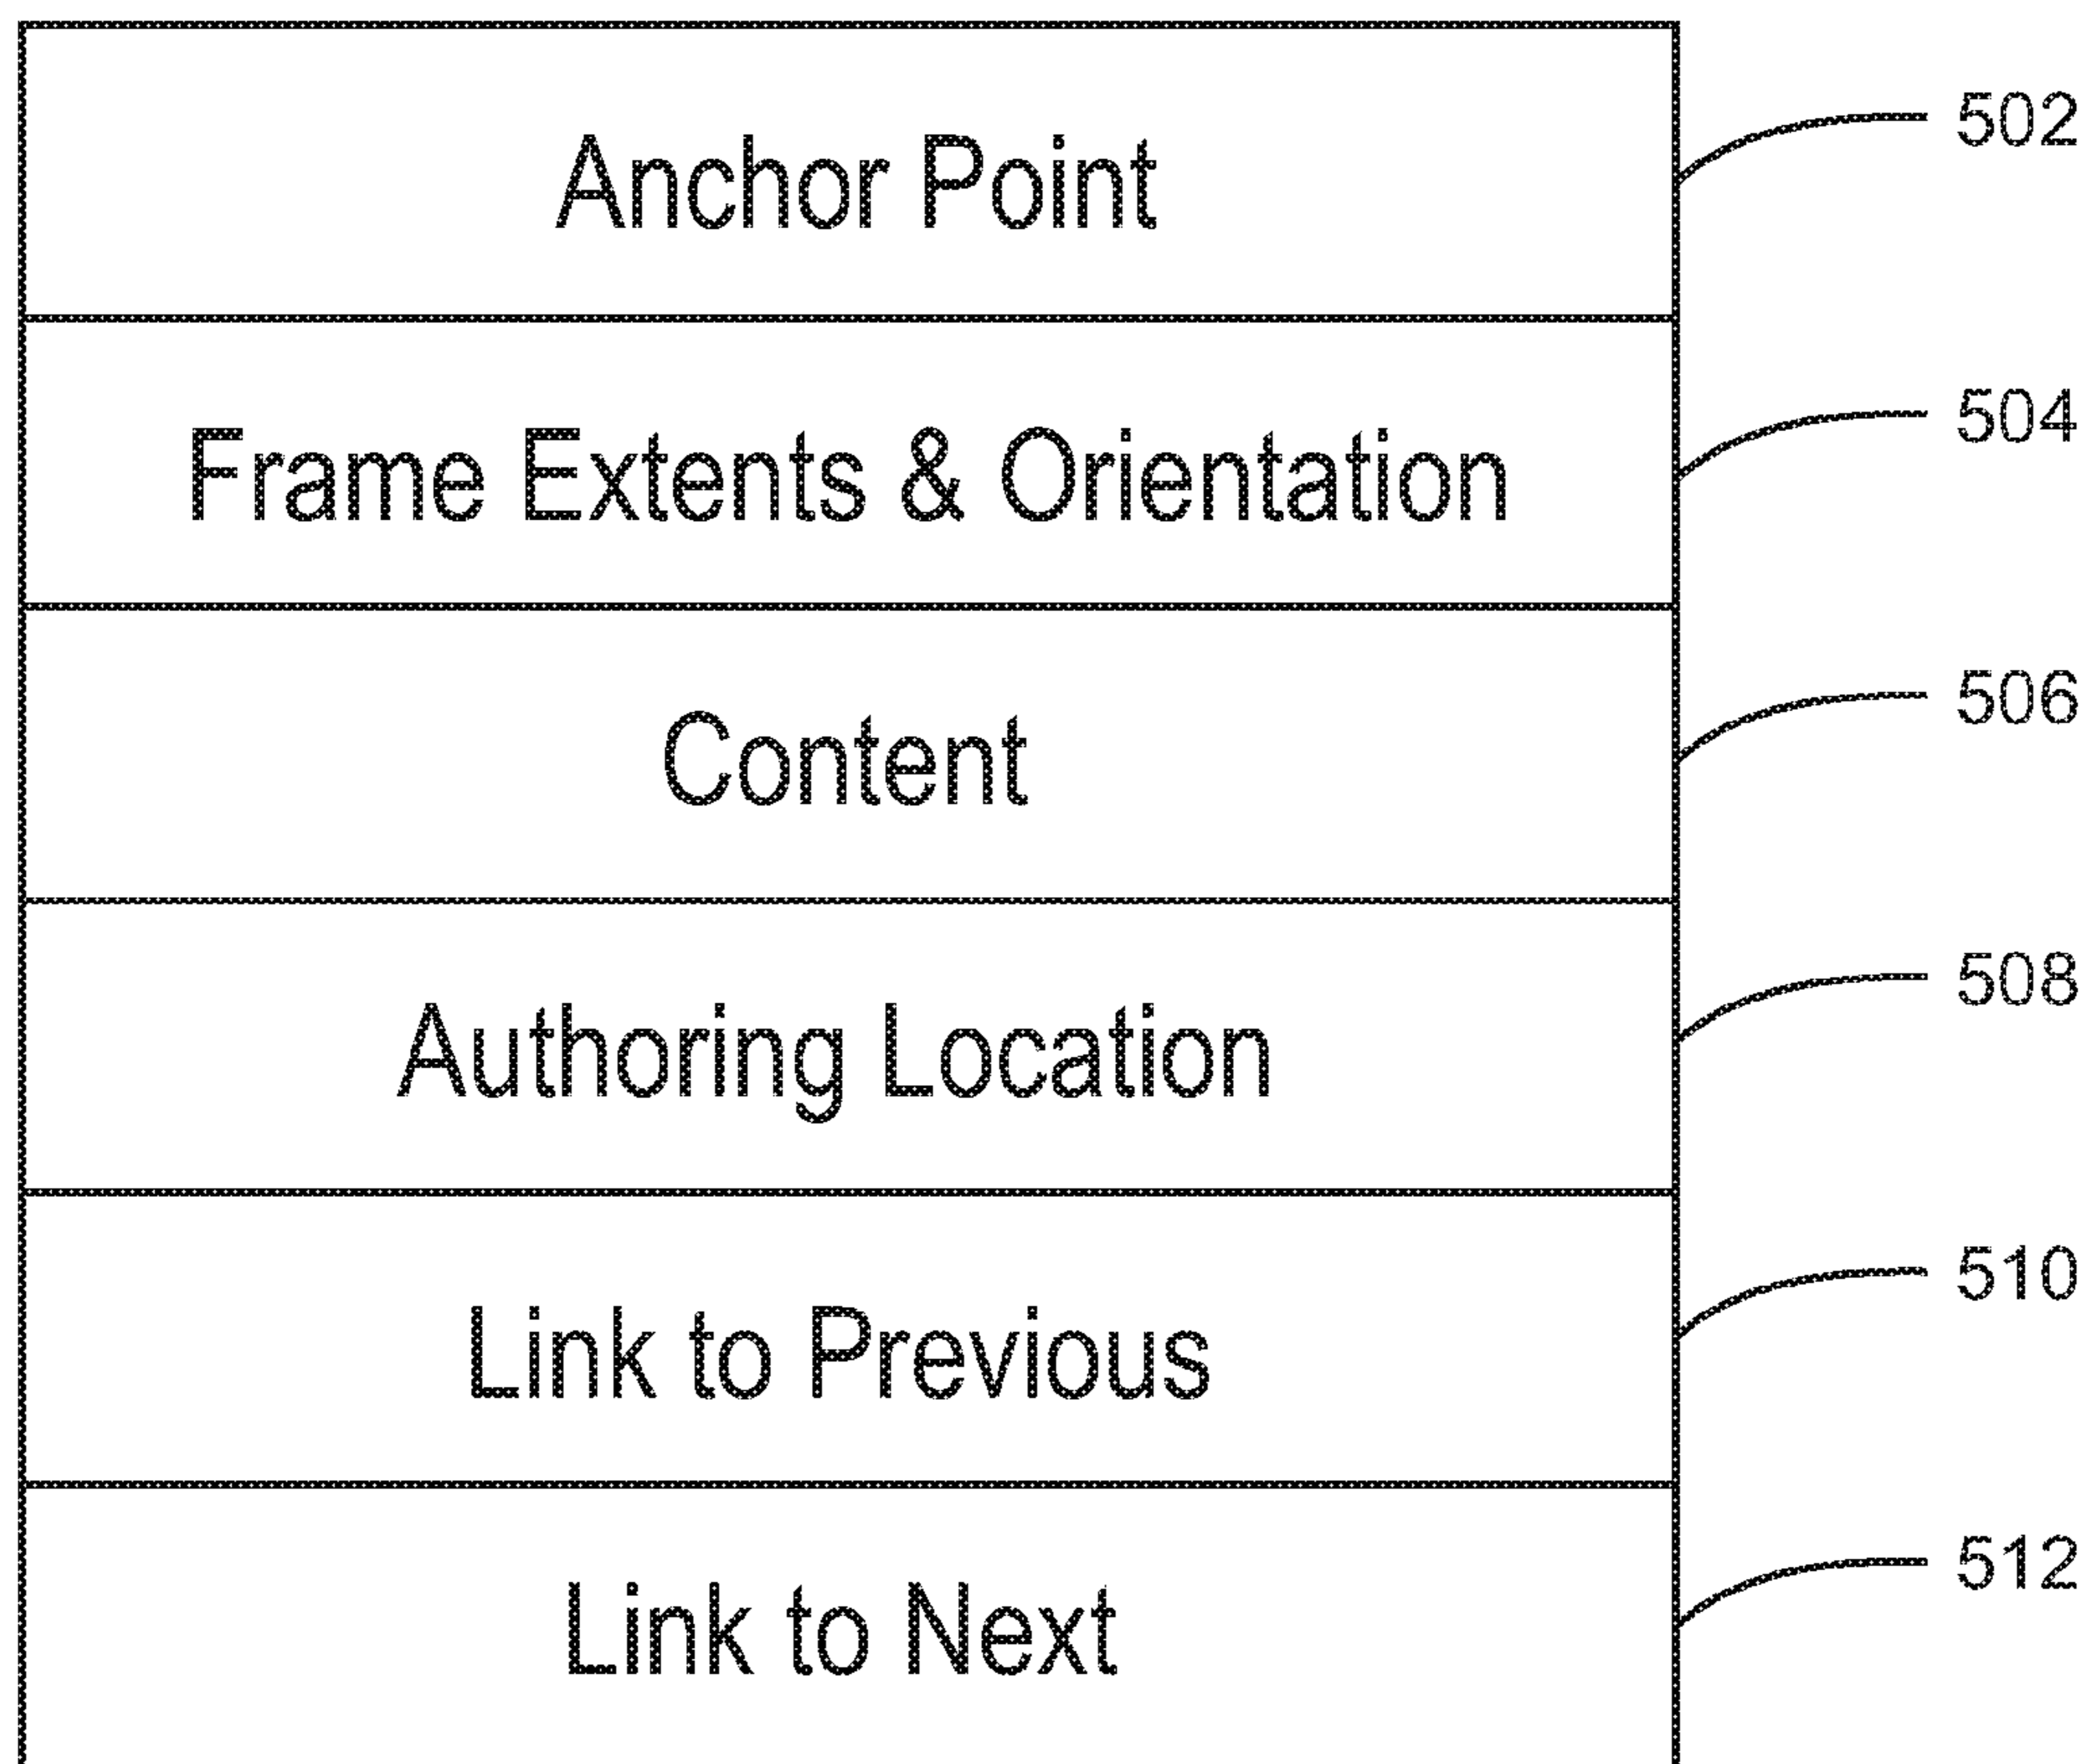 Anchor Point
502
Frame Extents & Orientation
504
Content
506
Authoring Location
508
Link to Previous
510
Link to Next
512